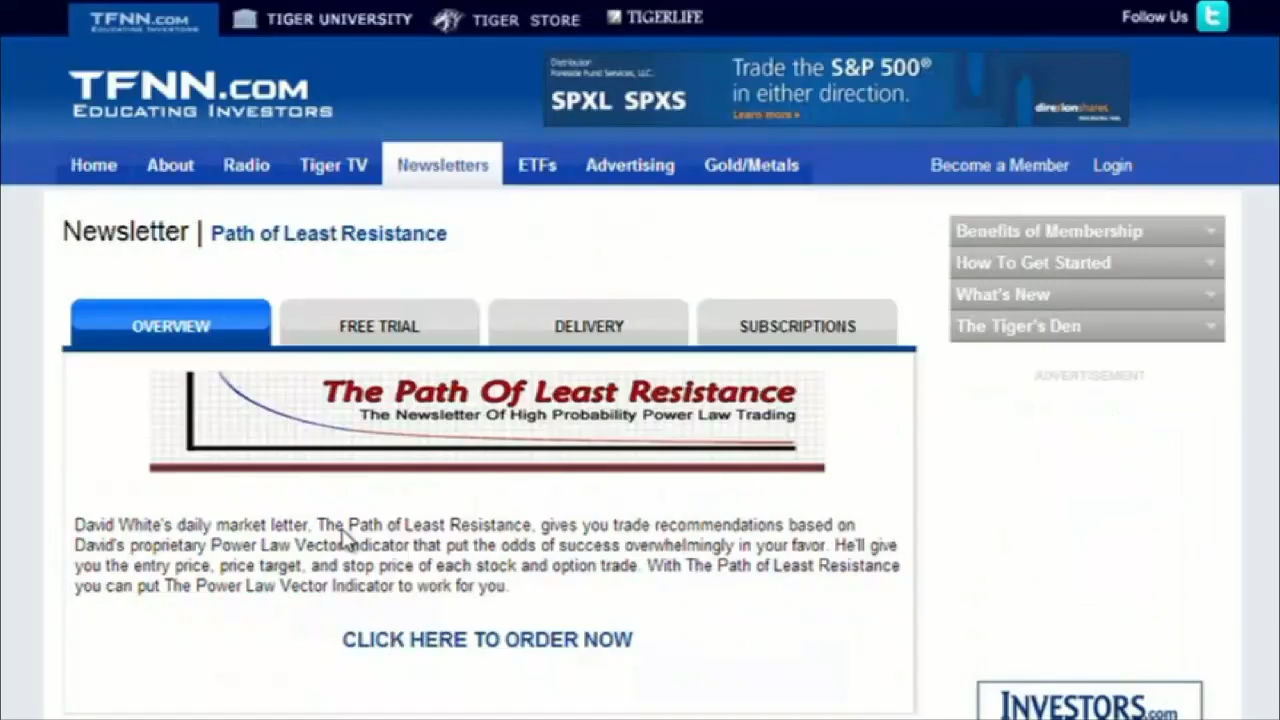 TFNN.COM
EDUCATING INVESTORS
TIGER UNIVERSITY
TIGER STORE
TIGERLIFE
Follow Us
TFNN.COM
EDUCATING INVESTORS
Distributor
Foreside Fund Services, LLC.
SPXL SPXS
Trade the S&P 500®
in either direction.
Learn more
direxionshares
Home About Radio Tiger TV Newsletters ETFs Advertising Gold/Metals Become a Member Login
Newsletter | Path of Least Resistance
OVERVIEW FREE TRIAL DELIVERY SUBSCRIPTIONS
The Path Of Least Resistance
The Newsletter Of High Probability Power Law Trading
David White's daily market letter, The Path of Least Resistance, gives you trade recommendations based on
David's proprietary Power Law Vector Indicator that put the odds of success overwhelmingly in your favor. He'll give
you the entry price, price target, and stop price of each stock and option trade. With The Path of Least Resistance
you can put The Power Law Vector Indicator to work for you.
CLICK HERE TO ORDER NOW
Benefits of Membership
How To Get Started
What's New
The Tiger's Den
ADVERTISEMENT
INVESTORS.com